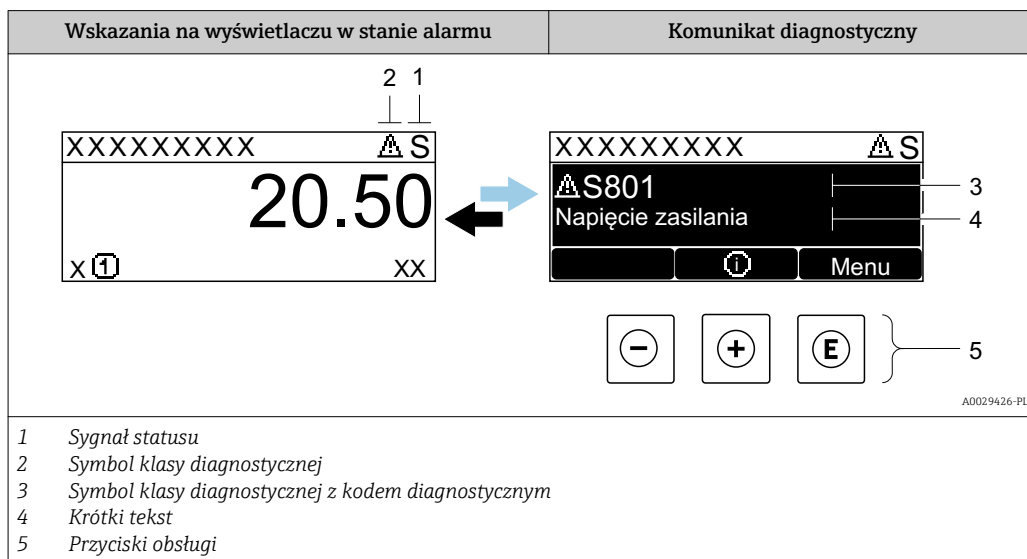 Wskazania na wyświetlaczu w stanie alarmu
Komunikat diagnostyczny
2 1
XXXXXXXXX ⚠ S
20.50
X 1 XX
XXXXXXXXX ⚠ S
⚠S801
Napięcie zasilania
i Menu
3
4
- + E
5
A0029426-PL
1 Sygnał statusu
2 Symbol klasy diagnostycznej
3 Symbol klasy diagnostycznej z kodem diagnostycznym
4 Krótki tekst
5 Przyciski obsługi